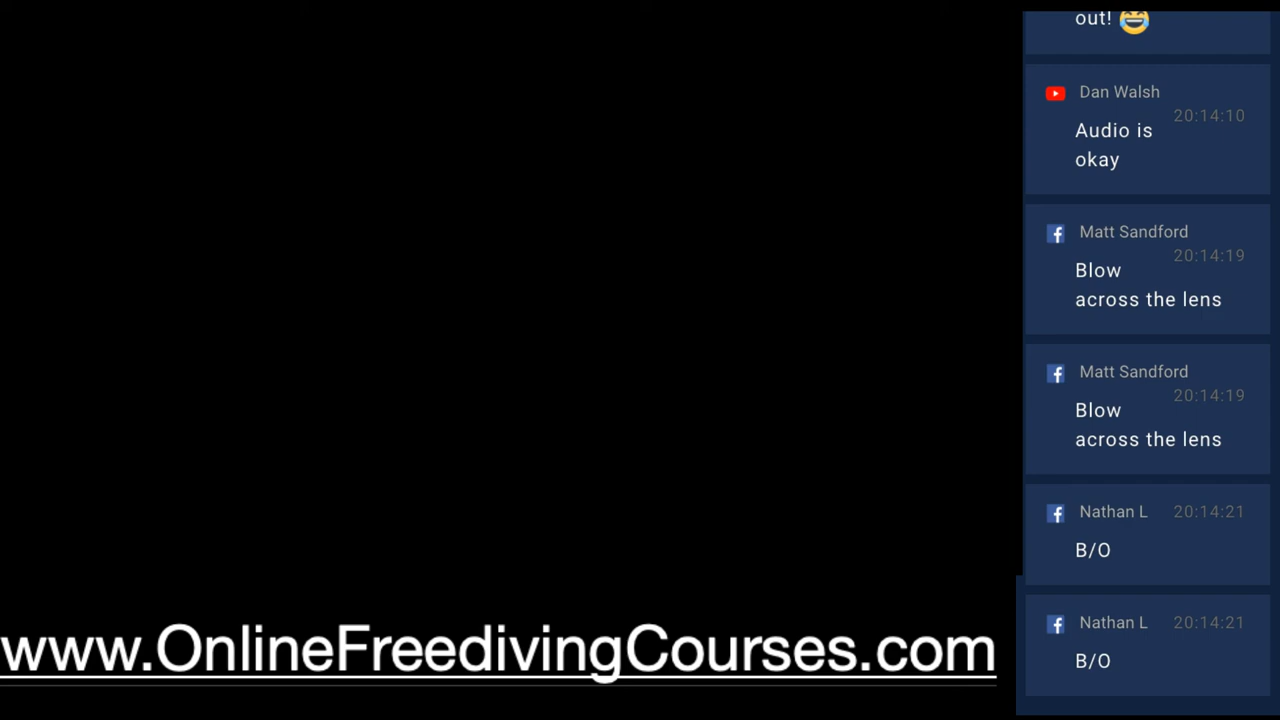 out! 😂
Dan Walsh
20:14:10
Audio is
okay
Matt Sandford
20:14:19
Blow
across the lens
Matt Sandford
20:14:19
Blow
across the lens
Nathan L 20:14:21
B/O
Nathan L 20:14:21
B/O
www.OnlineFreedivingCourses.com